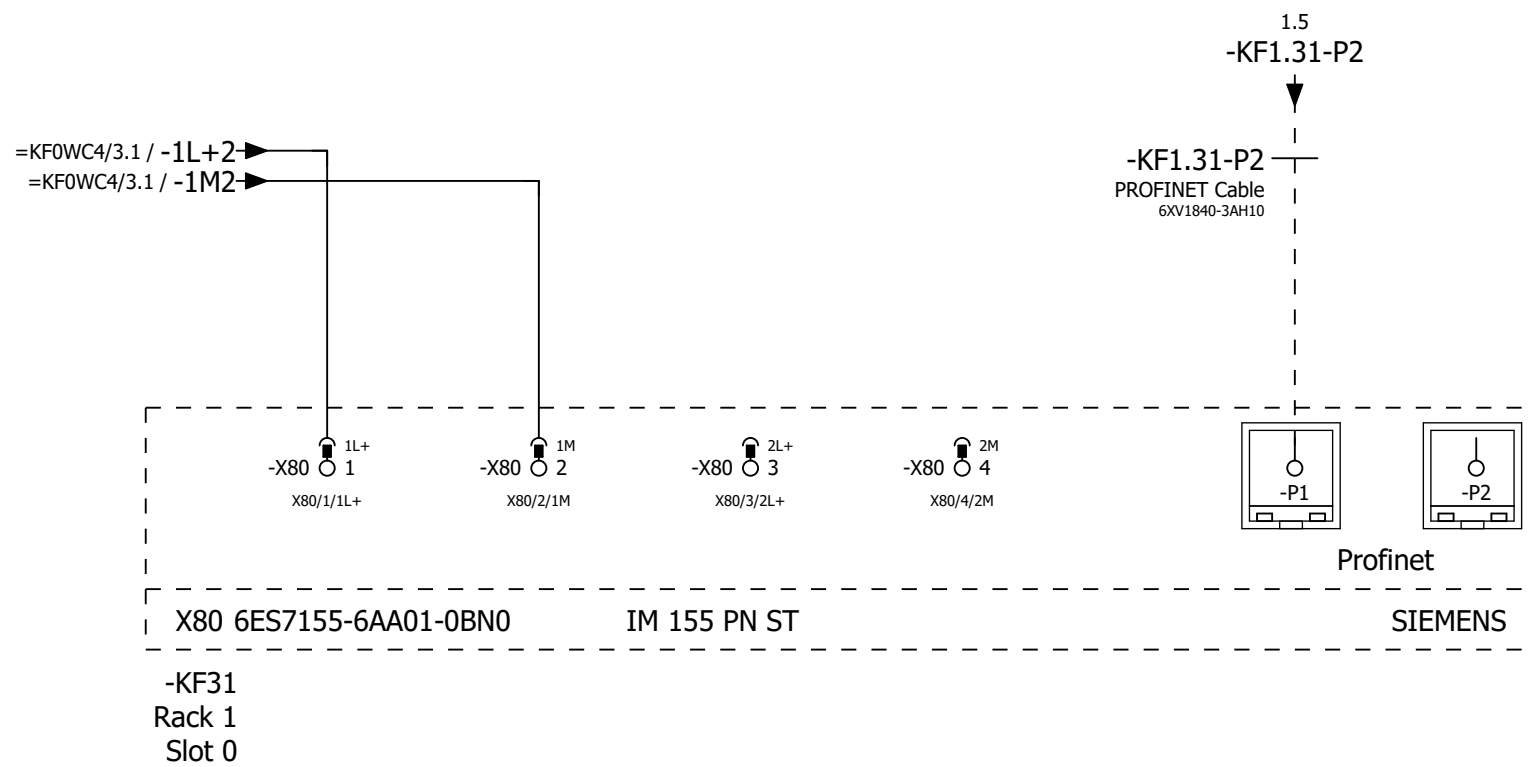 1.5
-KF1.31-P2
=KF0WC4/3.1 / -1L+2
=KF0WC4/3.1 / -1M2
-KF1.31-P2
PROFINET Cable
6XV1840-3AH10
1L+
-X80 1
X80/1/1L+
1M
-X80 2
X80/2/1M
2L+
-X80 3
X80/3/2L+
2M
-X80 4
X80/4/2M
-P1
-P2
Profinet
X80 6ES7155-6AA01-0BN0 IM 155 PN ST SIEMENS
-KF31
Rack 1
Slot 0